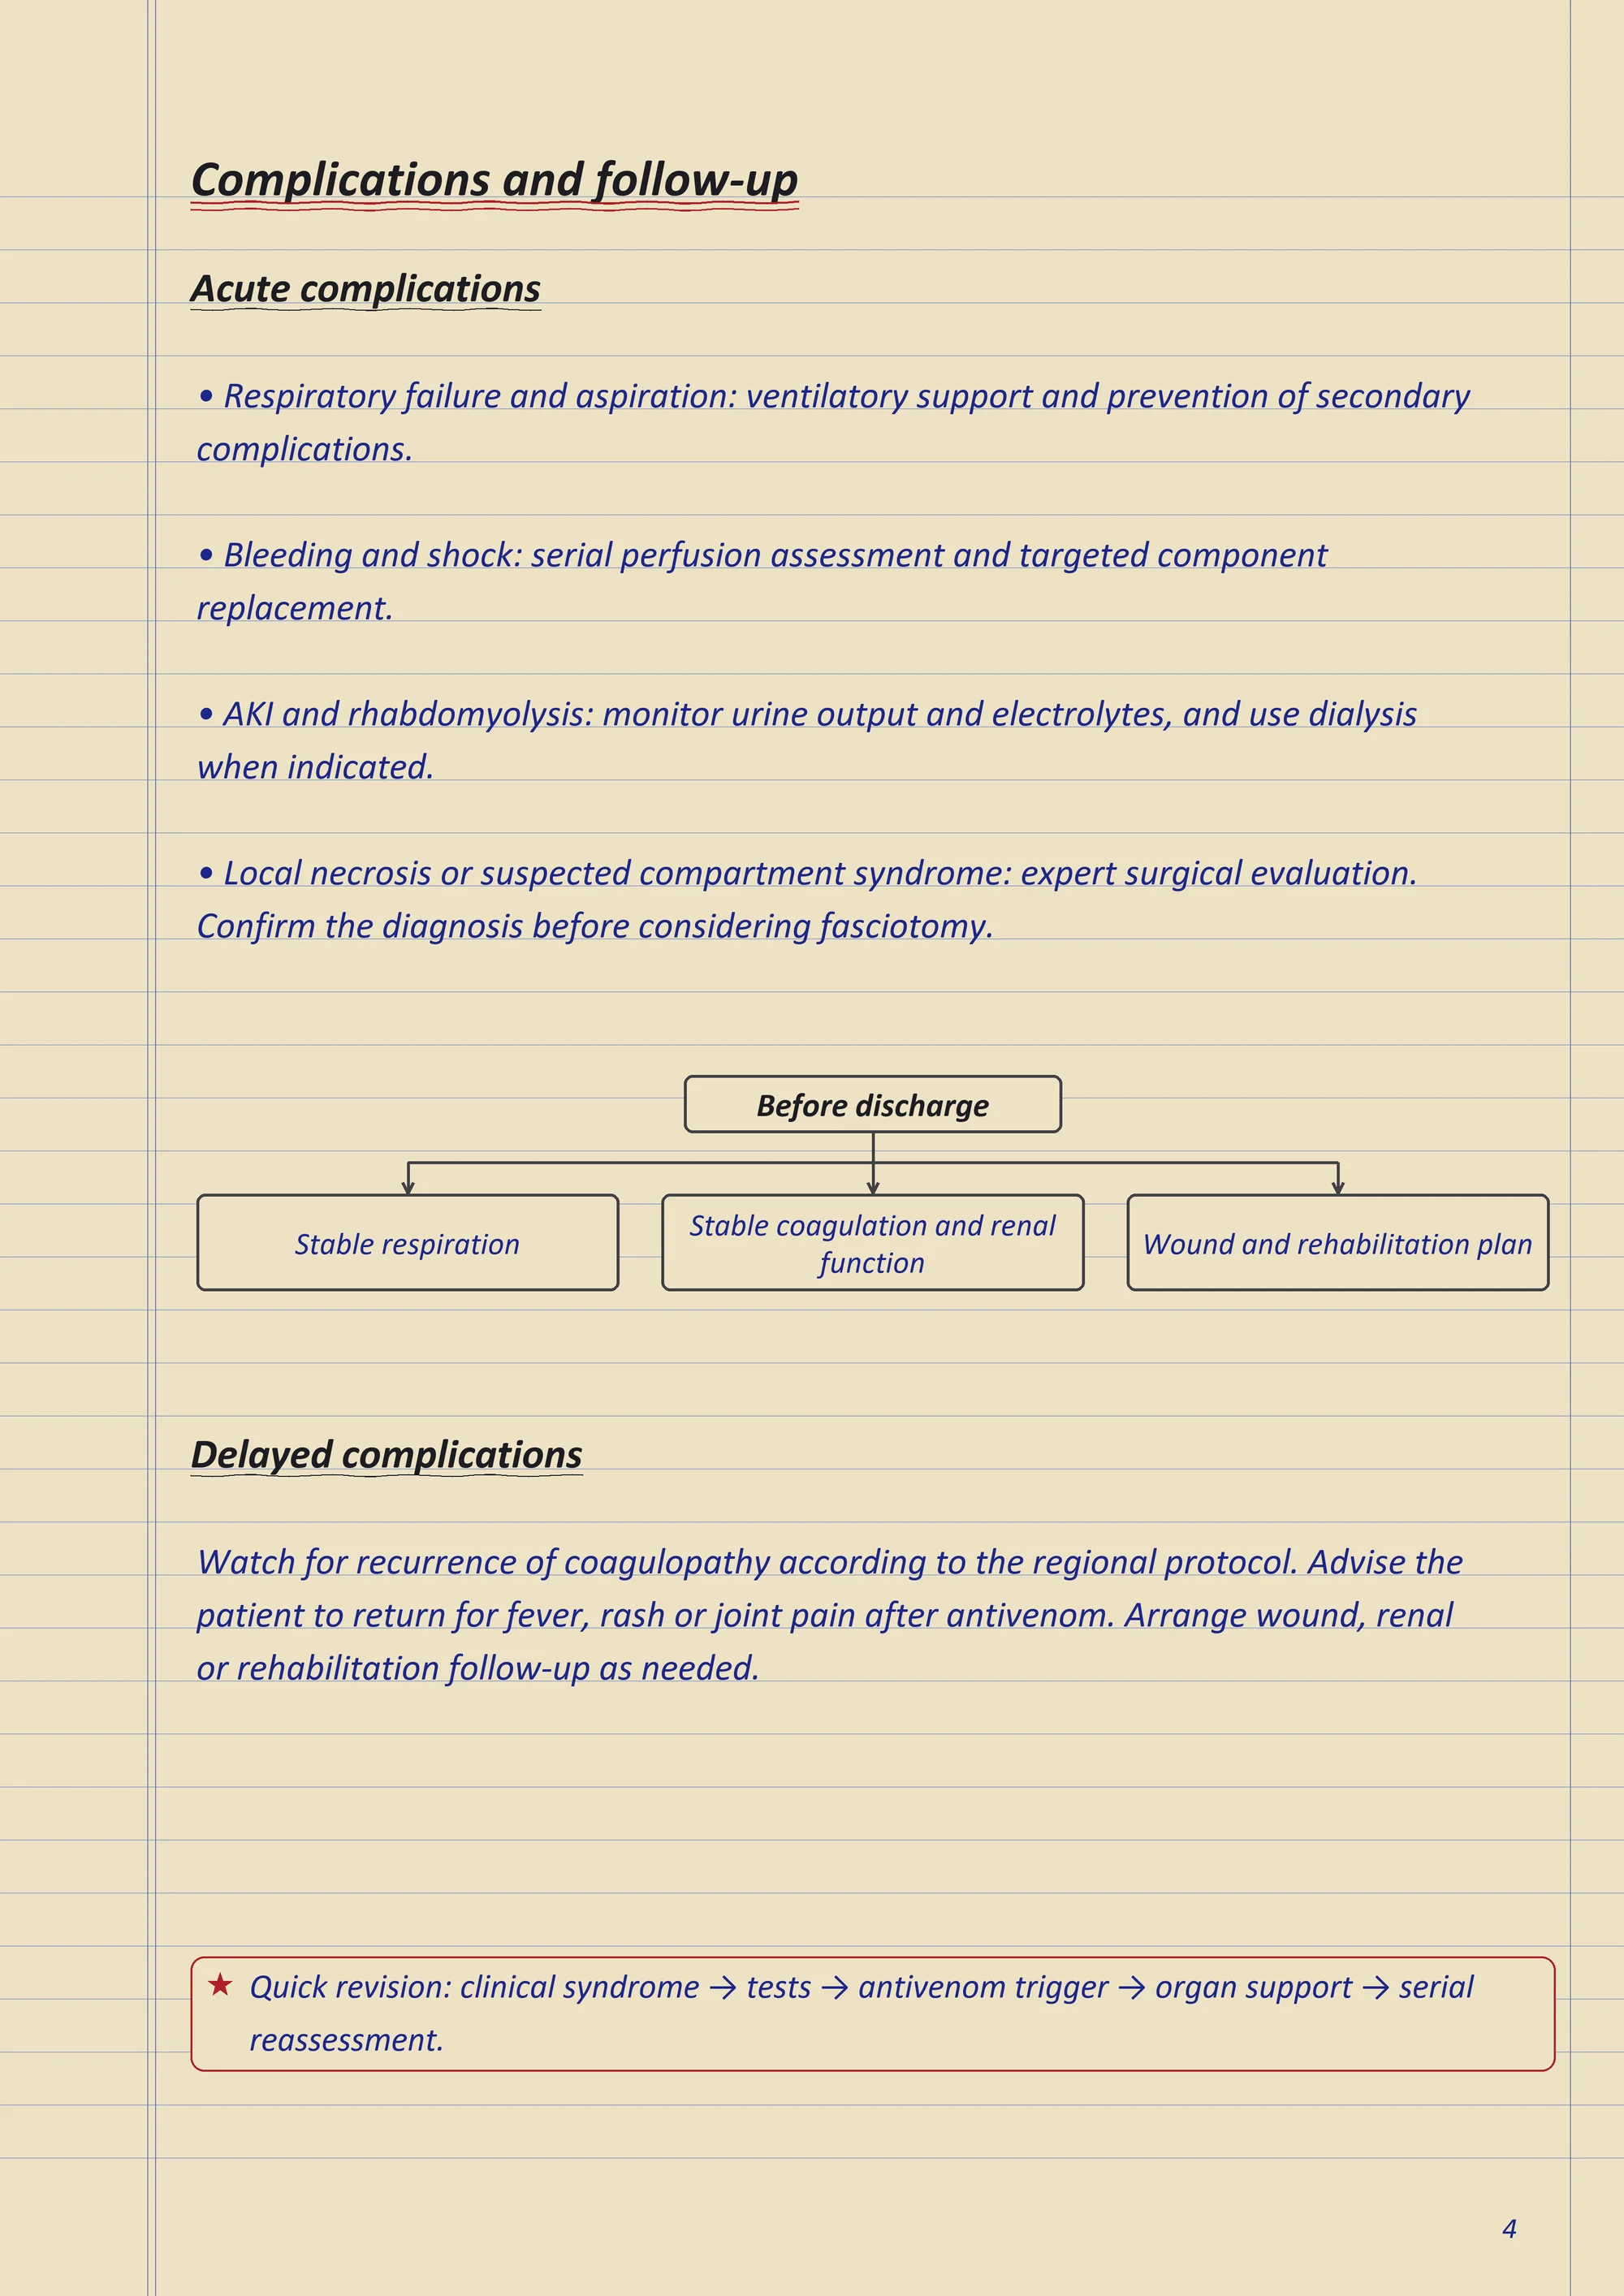 Complications and follow-up
Acute complications
• Respiratory failure and aspiration: ventilatory support and prevention of secondary
complications.
• Bleeding and shock: serial perfusion assessment and targeted component
replacement.
• AKI and rhabdomyolysis: monitor urine output and electrolytes, and use dialysis
when indicated.
• Local necrosis or suspected compartment syndrome: expert surgical evaluation.
Confirm the diagnosis before considering fasciotomy.
Before discharge
Stable respiration
Stable coagulation and renal
function
Wound and rehabilitation plan
Delayed complications
Watch for recurrence of coagulopathy according to the regional protocol. Advise the
patient to return for fever, rash or joint pain after antivenom. Arrange wound, renal
or rehabilitation follow-up as needed.
★ Quick revision: clinical syndrome → tests → antivenom trigger → organ support → serial
reassessment.
4